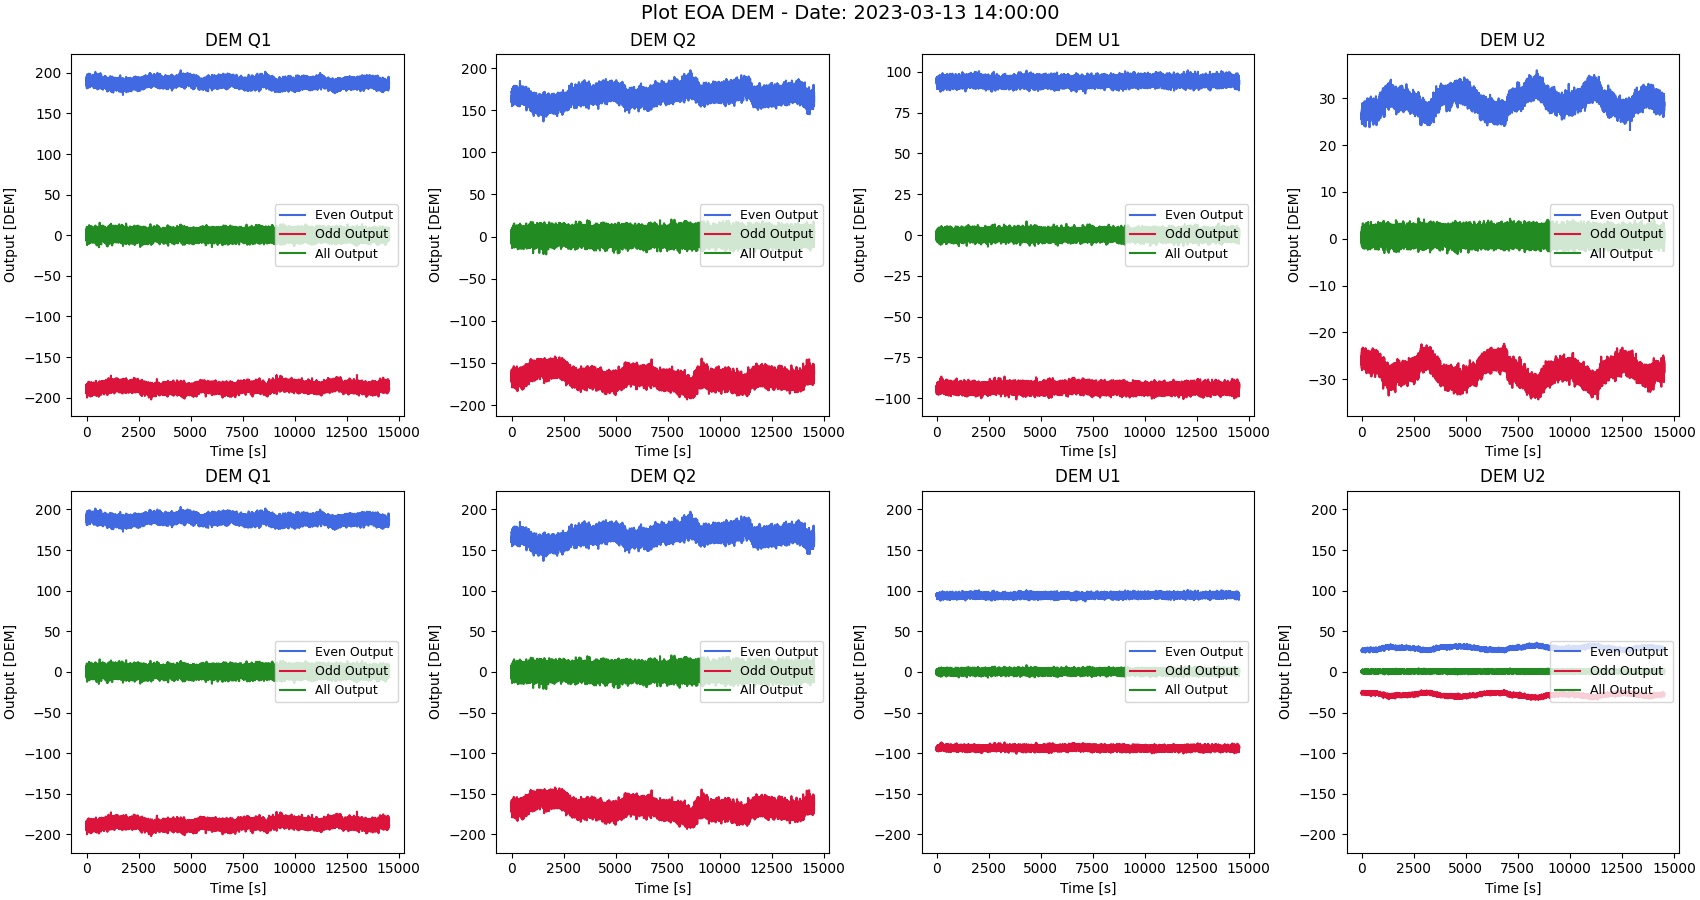 Plot EOA DEM - Date: 2023-03-13 14:00:00
DEM Q1
200
150
100
50
0
−50
−100
−150
−200
Output [DEM]
Even Output
Odd Output
All Output
0 2500 5000 7500 10000 12500 15000
Time [s]
DEM Q2
200
150
100
50
0
−50
−100
−150
−200
Output [DEM]
Even Output
Odd Output
All Output
0 2500 5000 7500 10000 12500 15000
Time [s]
DEM U1
100
75
50
25
0
−25
−50
−75
−100
Output [DEM]
Even Output
Odd Output
All Output
0 2500 5000 7500 10000 12500 15000
Time [s]
DEM U2
30
20
10
0
−10
−20
−30
Output [DEM]
Even Output
Odd Output
All Output
0 2500 5000 7500 10000 12500 15000
Time [s]
DEM Q1
200
150
100
50
0
−50
−100
−150
−200
Output [DEM]
Even Output
Odd Output
All Output
0 2500 5000 7500 10000 12500 15000
Time [s]
DEM Q2
200
150
100
50
0
−50
−100
−150
−200
Output [DEM]
Even Output
Odd Output
All Output
0 2500 5000 7500 10000 12500 15000
Time [s]
DEM U1
200
150
100
50
0
−50
−100
−150
−200
Output [DEM]
Even Output
Odd Output
All Output
0 2500 5000 7500 10000 12500 15000
Time [s]
DEM U2
200
150
100
50
0
−50
−100
−150
−200
Output [DEM]
Even Output
Odd Output
All Output
0 2500 5000 7500 10000 12500 15000
Time [s]